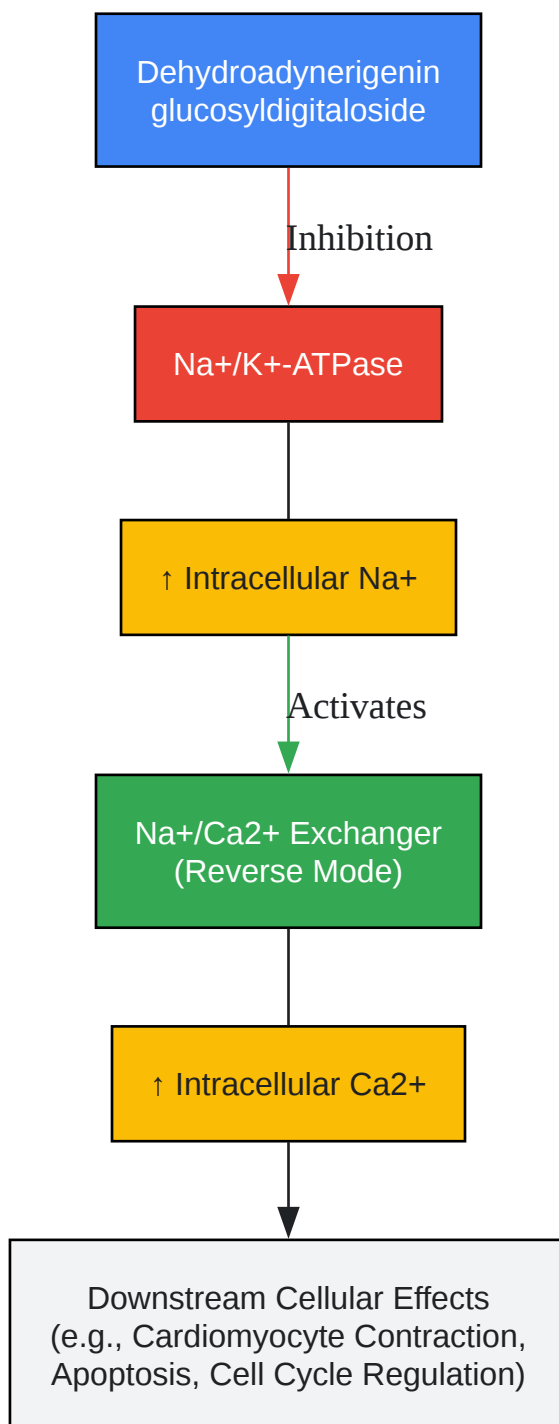 Dehydroadynerigenin
glucosyldigitaloside
Inhibition
Na+/K+-ATPase
↑ Intracellular Na+
Activates
Na+/Ca2+ Exchanger
(Reverse Mode)
↑ Intracellular Ca2+
Downstream Cellular Effects
(e.g., Cardiomyocyte Contraction,
Apoptosis, Cell Cycle Regulation)